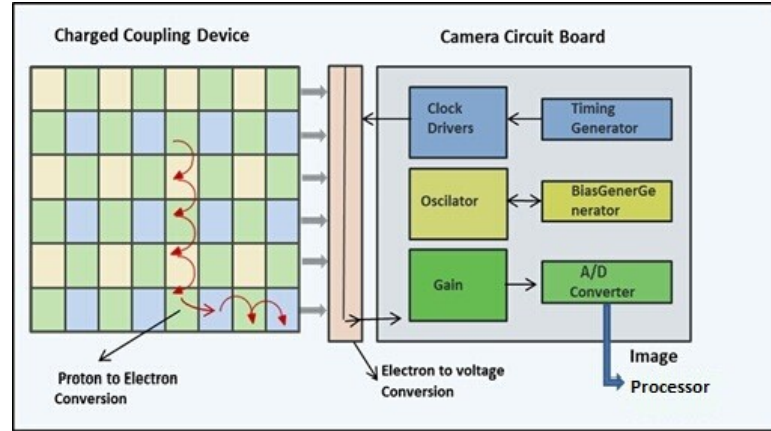 Charged Coupling Device
Camera Circuit Board
Clock
Drivers
Timing
Generator
Oscilator
BiasGenerGe
nerator
Gain
A/D
Converter
Image
Processor
Proton to Electron
Conversion
Electron to voltage
Conversion